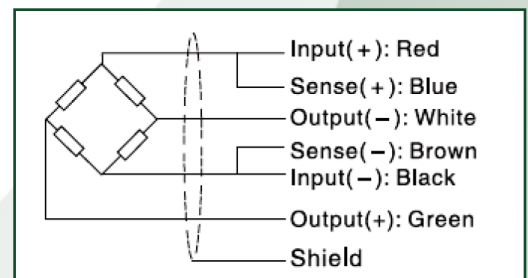 Input(+): Red
Sense(+): Blue
Output(−): White
Sense(−): Brown
Input(−): Black
Output(+): Green
Shield